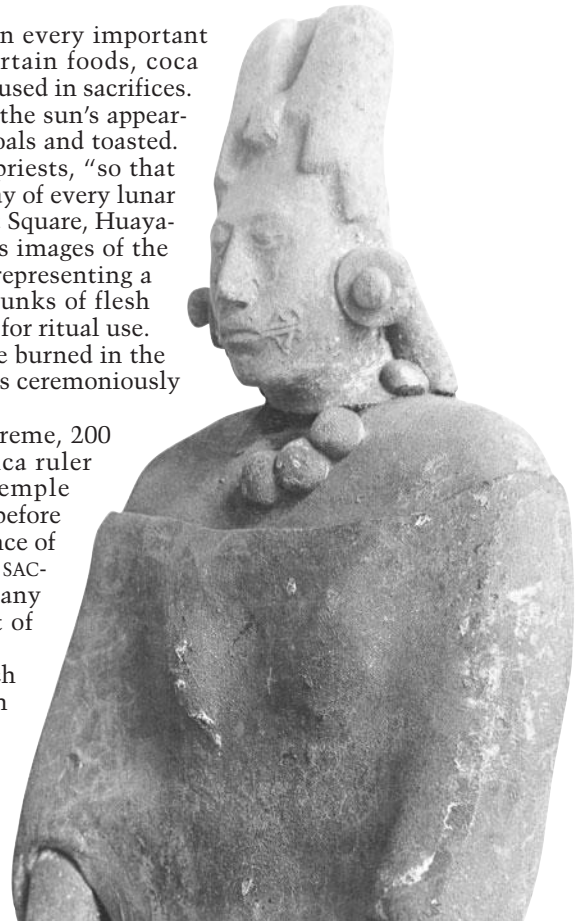 n every important
rtain foods, coca
used in sacrifices.
the sun's appear-
oals and toasted.
priests, “so that
y of every lunar
Square, Huaya-
s images of the
representing a
unks of flesh
for ritual use.
e burned in the
s ceremoniously
reme, 200
ca ruler
emple
before
nce of
SAC-
any
t of
h
n